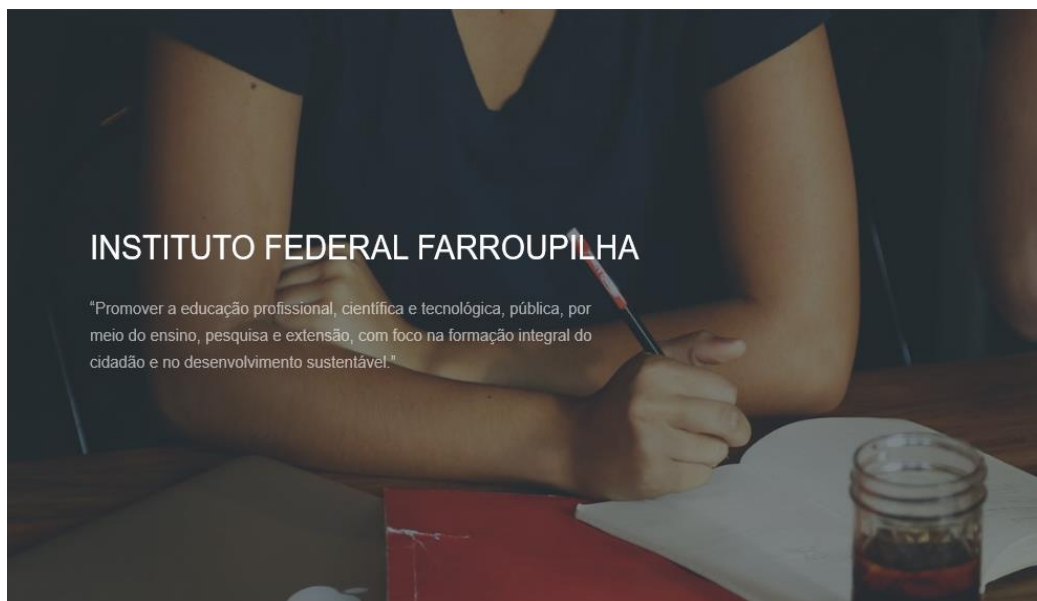 INSTITUTO FEDERAL FARROUPILHA
“Promover a educação profissional, científica e tecnológica, pública, por
meio do ensino, pesquisa e extensão, com foco na formação integral do
cidadão e no desenvolvimento sustentável.”